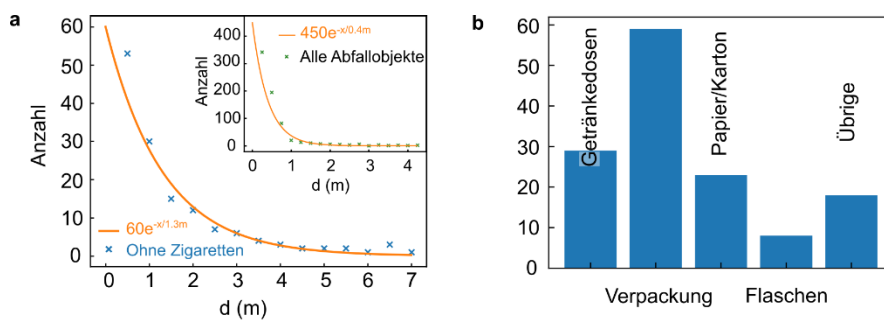 a
60
50
40
30
20
10
0
Anzahl
0 1 2 3 4 5 6 7
d (m)
60e^-x/1.3m
Ohne Zigaretten
450e^-x/0.4m
Alle Abfallobjekte
Anzahl
400
300
200
100
0
0 1 2 3 4
d (m)
b
60
50
40
30
20
10
0
Getränkedosen
Verpackung
Papier/Karton
Flaschen
Übrige